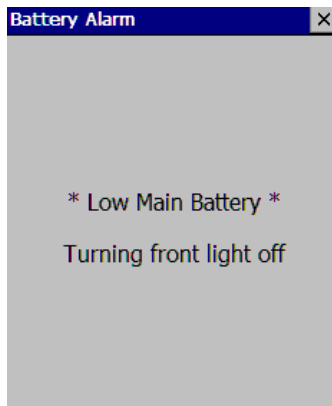 Battery Alarm
* Low Main Battery *
Turning front light off